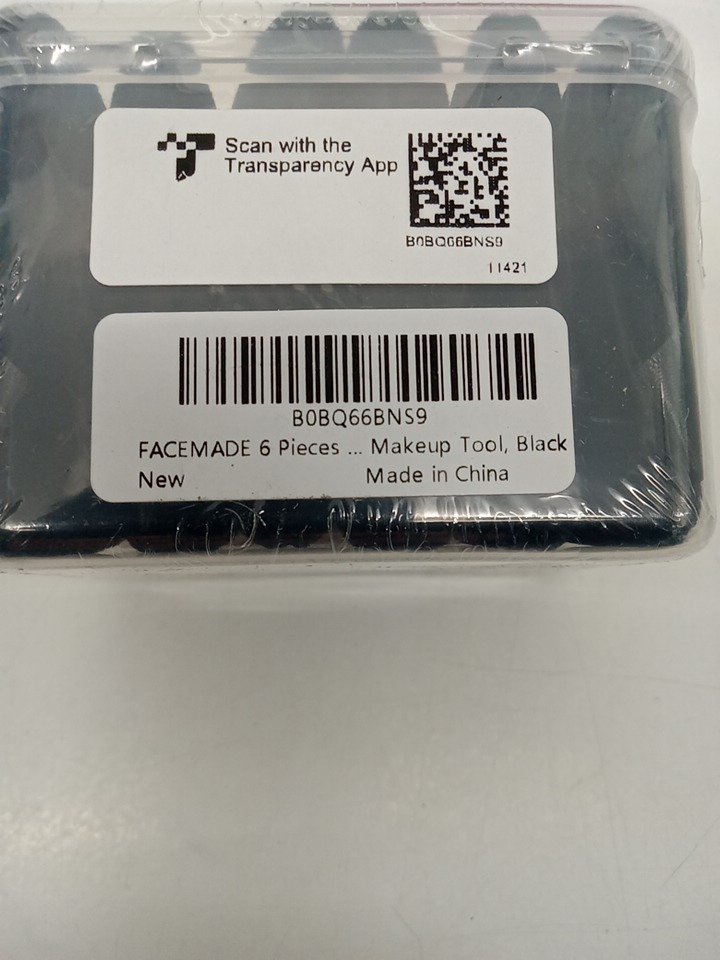 Scan with the
Transparency App
B0BQ66BNS9
11421
B0BQ66BNS9
FACEMADE 6 Pieces ... Makeup Tool, Black
New Made in China